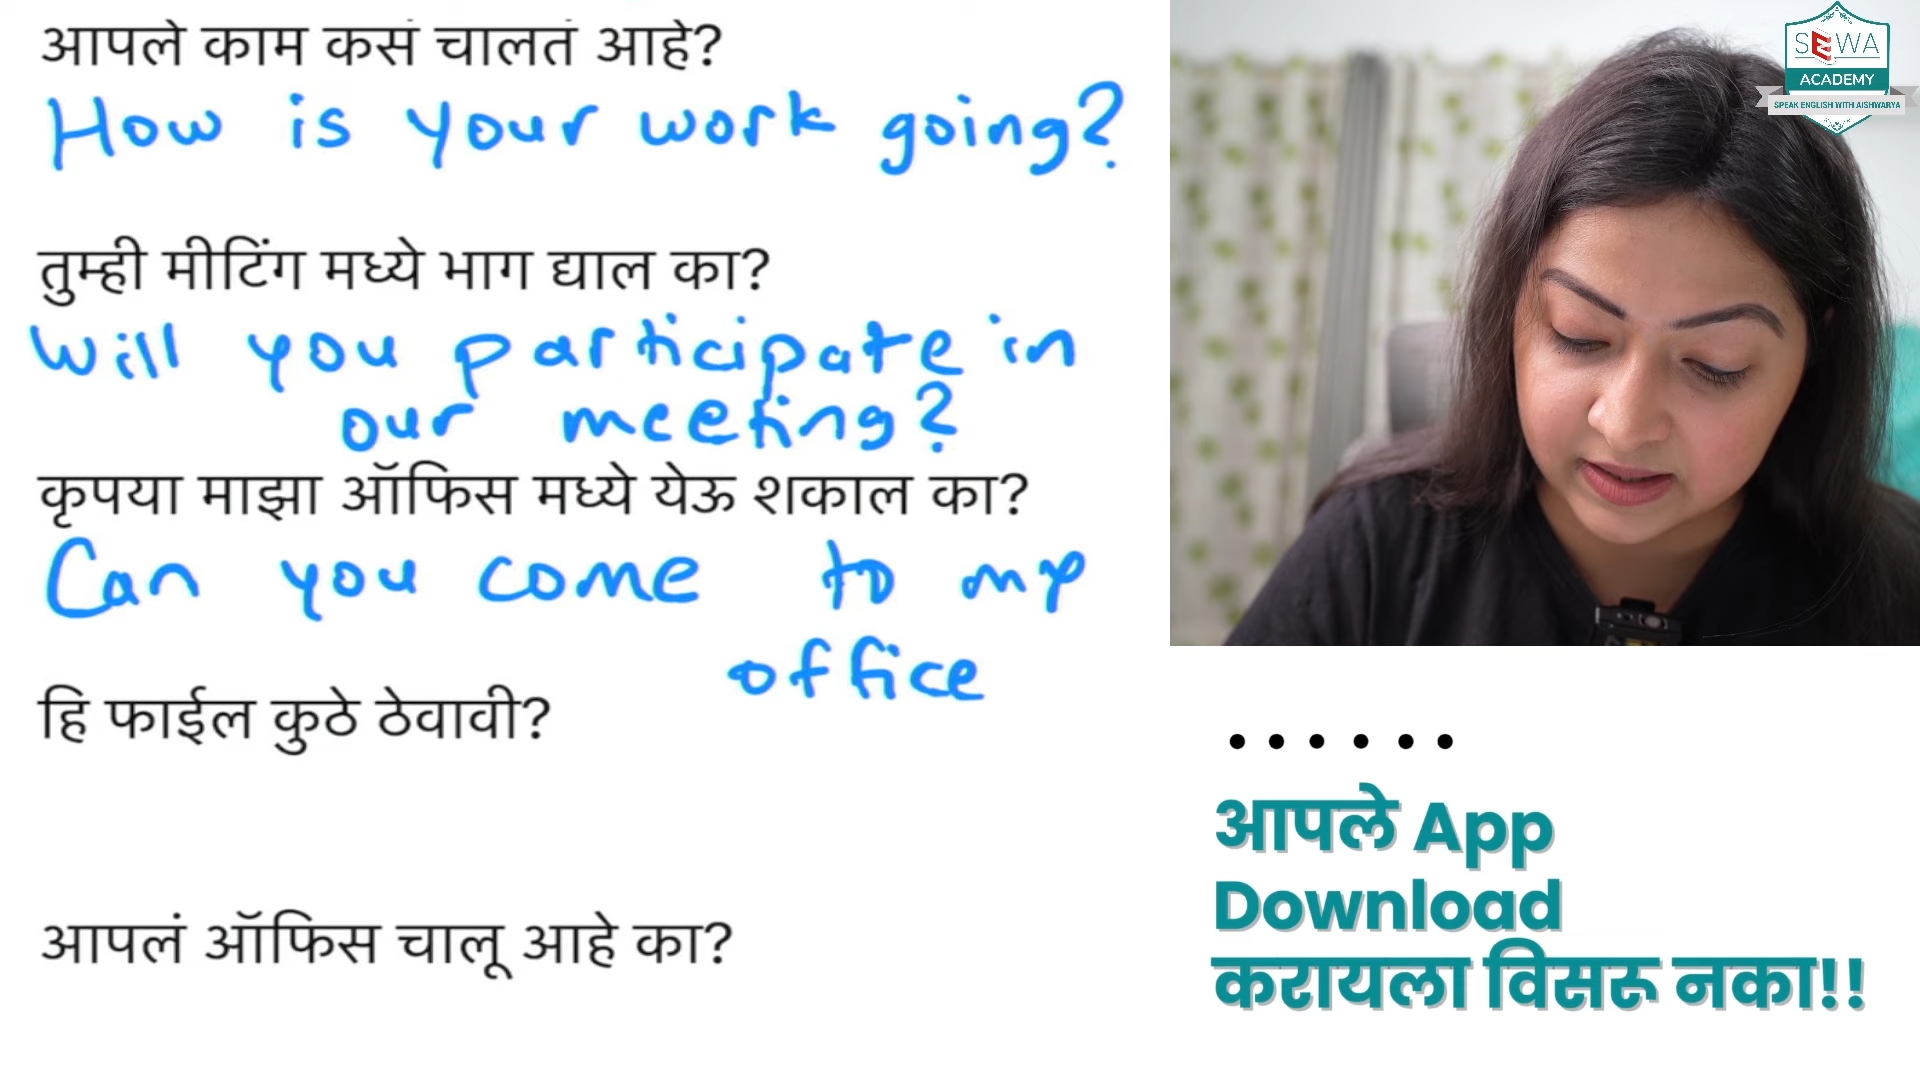 आपले काम कसं चालतं आहे?
How is your work going?
तुम्ही मीटिंग मध्ये भाग द्याल का?
Will you participate in
our meeting?
कृपया माझा ऑफिस मध्ये येऊ शकाल का?
Can you come to my
office
हि फाईल कुठे ठेवावी?
आपलं ऑफिस चालू आहे का?
SEWA
ACADEMY
SPEAK ENGLISH WITH AISHWARYA
आपले App
Download
करायला विसरू नका!!